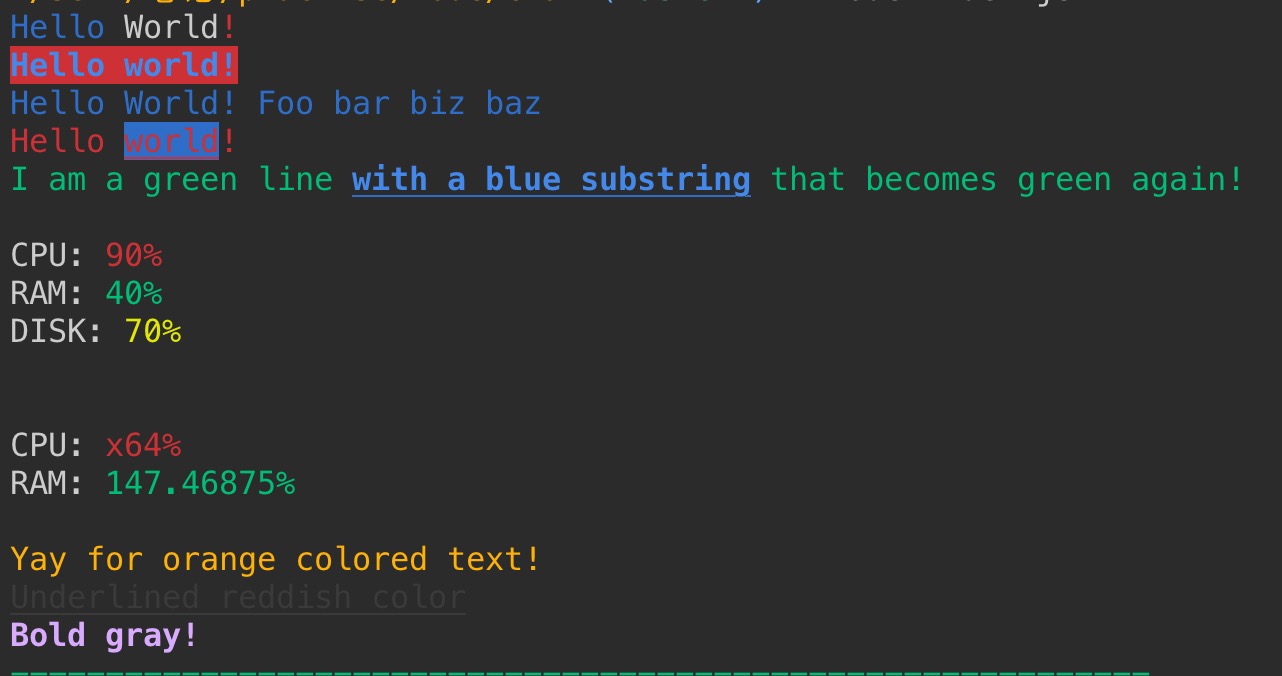 Hello World!
Hello world!
Hello World! Foo bar biz baz
Hello world!
I am a green line with a blue substring that becomes green again!
CPU: 90%
RAM: 40%
DISK: 70%
CPU: x64%
RAM: 147.46875%
Yay for orange colored text!
Underlined reddish color
Bold gray!